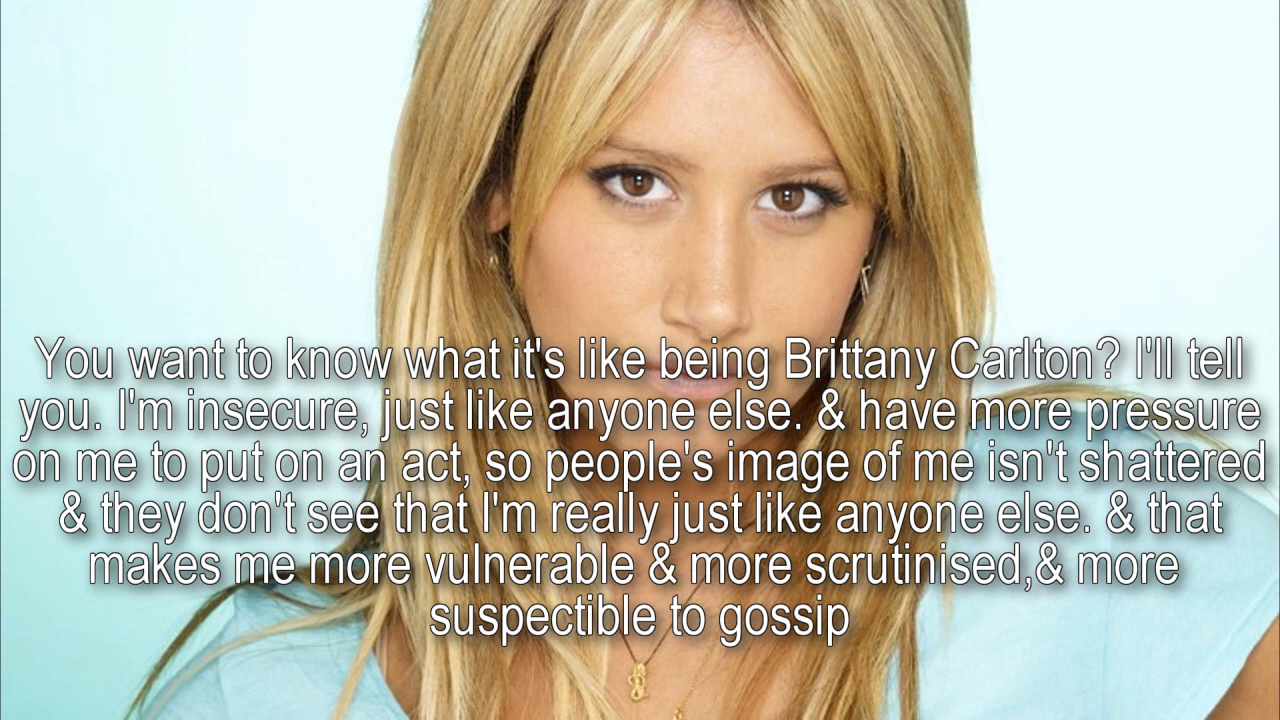 You want to know what it's like being Brittany Carlton? I'll tell
you. I'm insecure, just like anyone else. & have more pressure
on me to put on an act, so people's image of me isn't shattered
& they don't see that I'm really just like anyone else. & that
makes me more vulnerable & more scrutinised,& more
suspectible to gossip